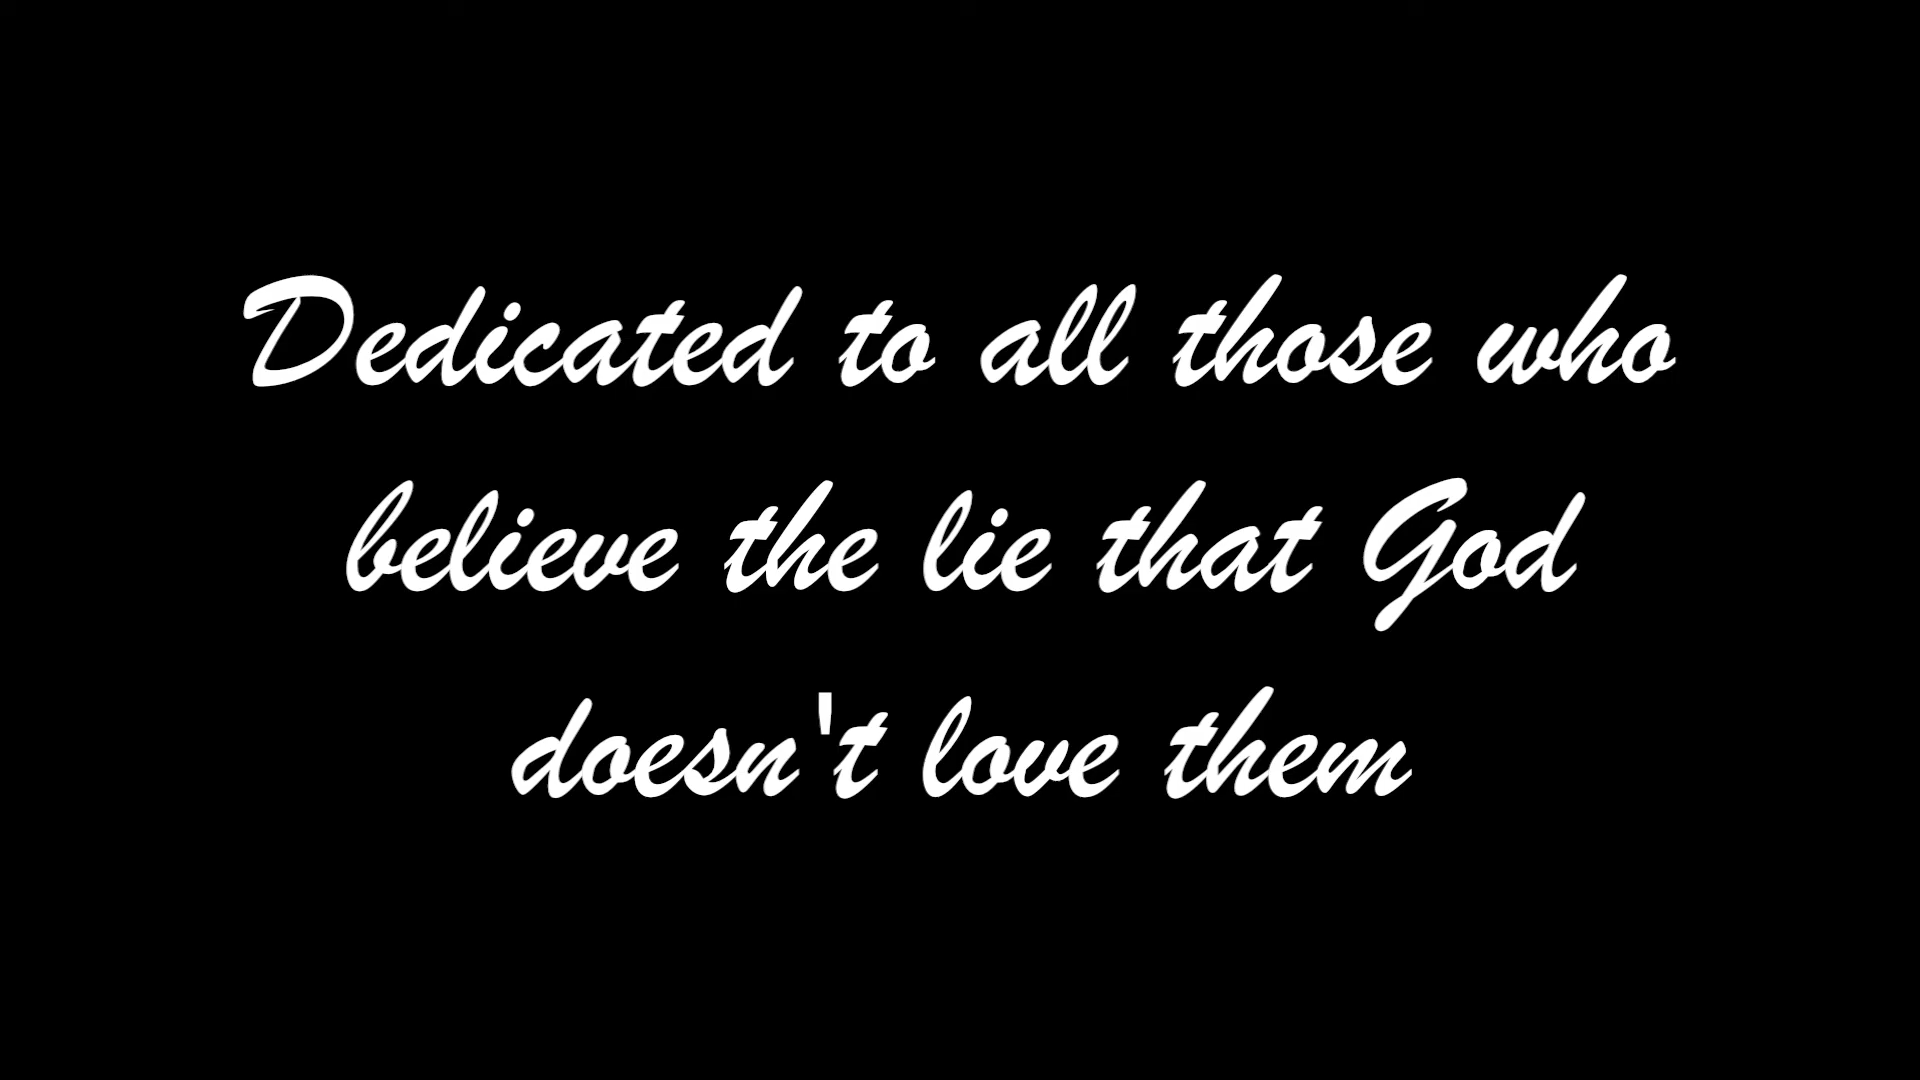 Dedicated to all those who
believe the lie that God
doesn't love them